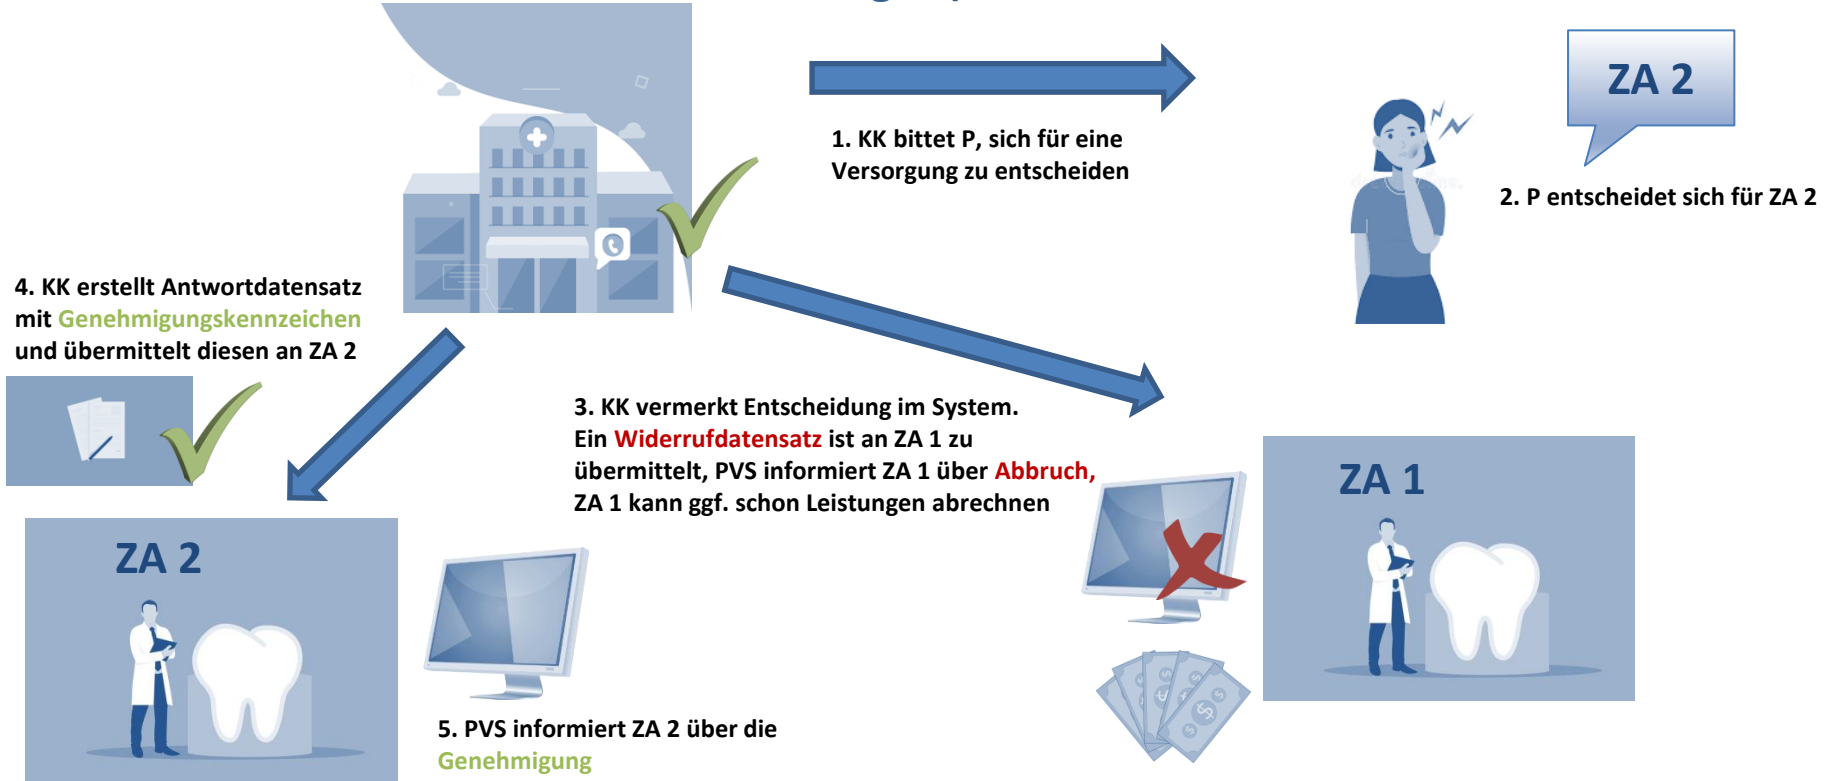 ZA 2
1. KK bittet P, sich für eine
Versorgung zu entscheiden
2. P entscheidet sich für ZA 2
4. KK erstellt Antwortdatensatz
mit Genehmigungskennzeichen
und übermittelt diesen an ZA 2
3. KK vermerkt Entscheidung im System.
Ein Widerrufdatensatz ist an ZA 1 zu
übermittelt, PVS informiert ZA 1 über Abbruch,
ZA 1 kann ggf. schon Leistungen abrechnen
ZA 1
ZA 2
5. PVS informiert ZA 2 über die
Genehmigung